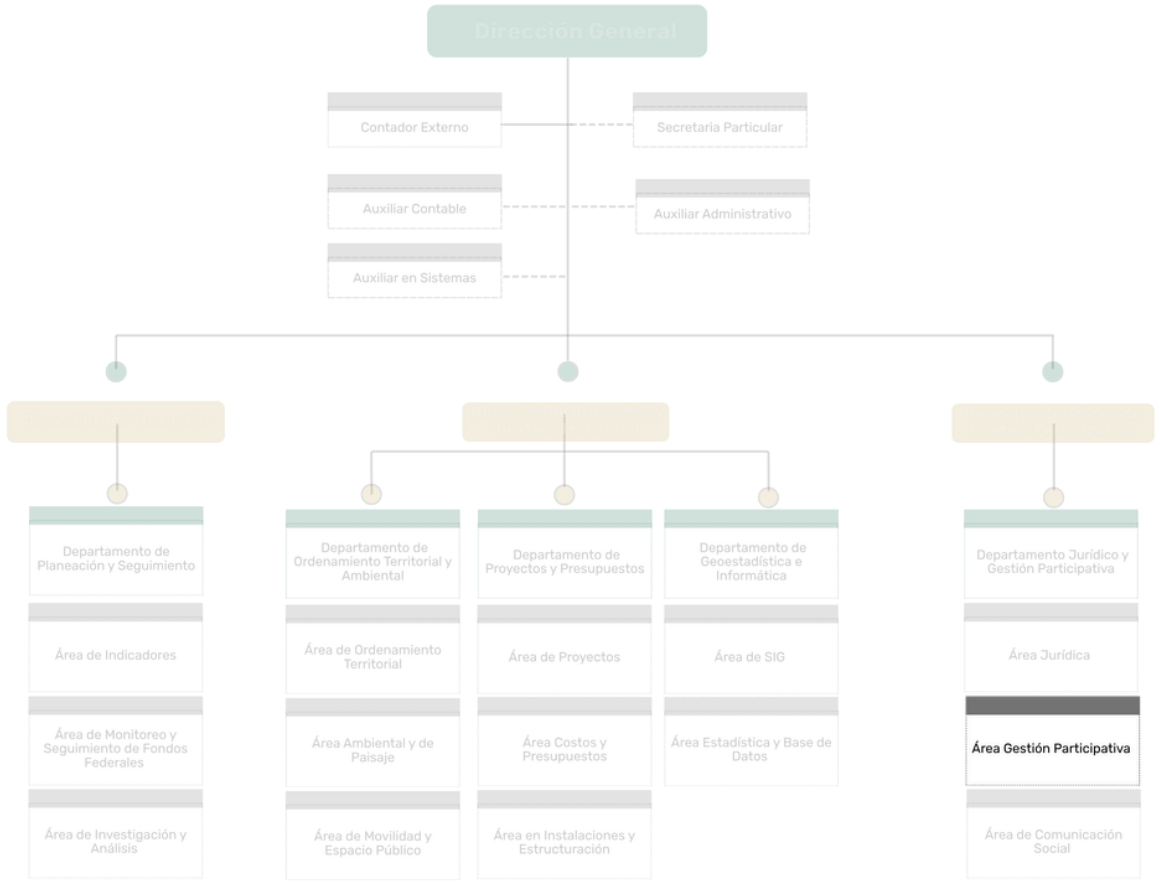 Dirección General
Contador Externo
Secretaria Particular
Auxiliar Contable
Auxiliar Administrativo
Auxiliar en Sistemas
Departamento de
Planeación y Seguimiento
Área de Indicadores
Área de Monitoreo y
Seguimiento de Fondos
Federales
Área de Investigación y
Análisis
Departamento de
Ordenamiento Territorial y
Ambiental
Área de Ordenamiento
Territorial
Área Ambiental y de
Paisaje
Área de Movilidad y
Espacio Público
Departamento de
Proyectos y Presupuestos
Área de Proyectos
Área Costos y
Presupuestos
Área en Instalaciones y
Estructuración
Departamento de
Geoestadística e
Informática
Área de SIG
Área Estadística y Base de
Datos
Departamento Jurídico y
Gestión Participativa
Área Jurídica
Área Gestión Participativa
Área de Comunicación
Social